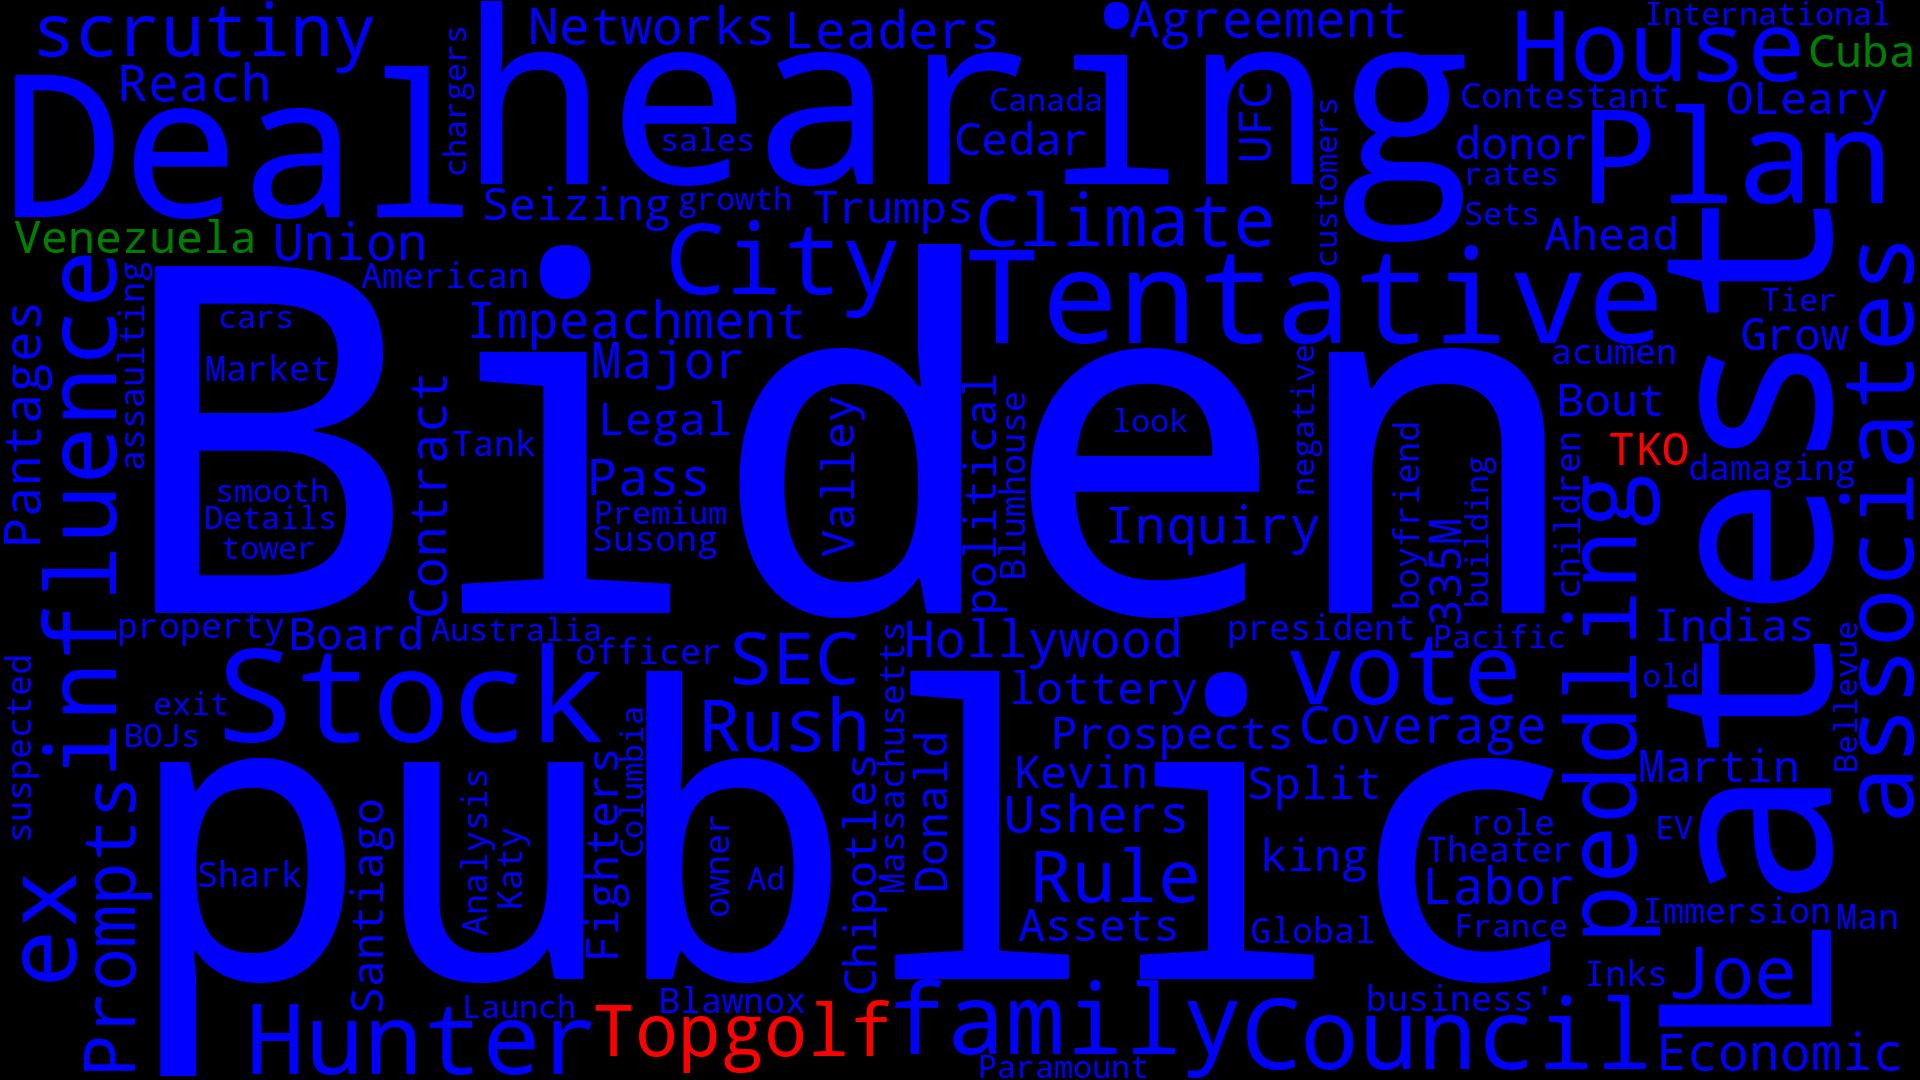 scrutiny
Networks
Leaders
Agreement
House
International
Cuba
Reach
Deal
chargers
hearing
sales
Canada
Cedar
UFC
customers
Contestant
OLeary
donor
rates
Plan
Seizing
growth
Trumps
Climate
Sets
Ahead
Venezuela
Union
American
City
Tentative
Latest
associates
Tier
Grow
Pantages
influence
assaulting
cars
Market
Impeachment
Major
Biden
acumen
Bout
TKO
damaging
Contract
Tank
Legal
Pass
Premium
Susong
Valley
political
Blumhouse
look
negative
Inquiry
boyfriend
335M
building
children
peddling
smooth
Details
tower
property
Board
Australia
officer
SEC
Massachusetts
Hollywood
president
Pacific
vote
Indias
old
Bellevue
suspected
exit
BOJs
Stock
Rush
lottery
Prospects
Coverage
Martin
ex
Prompts
Columbia
Fighters
Chipotles
Donald
Kevin
Ushers
Split
public
Shark
Santiago
Analysis
Katy
owner
Ad
Rule
king
role
Theater
Labor
EV
Assets
Global
France
Immersion
Man
Hunter
Launch
Topgolf
Blawnox
family
Paramount
Council
business'
Inks
Joe
Economic